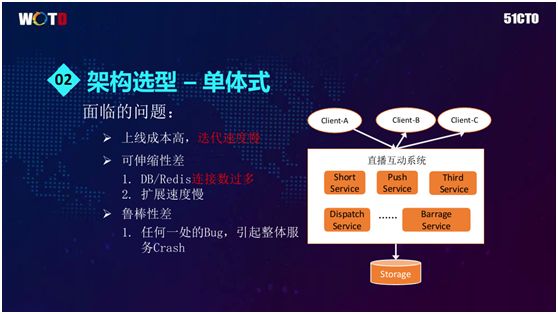 WOTD
51CTO
02 架构选型 – 单体式
面临的问题：
上线成本高，迭代速度慢
可伸缩性差
1. DB/Redis连接数过多
2. 扩展速度慢
鲁棒性差
1. 任何一处的Bug，引起整体服
务Crash
Client-A
Client-B
Client-C
直播互动系统
Short
Service
Push
Service
Third
Service
Dispatch
Service
……
Barrage
Service
Storage